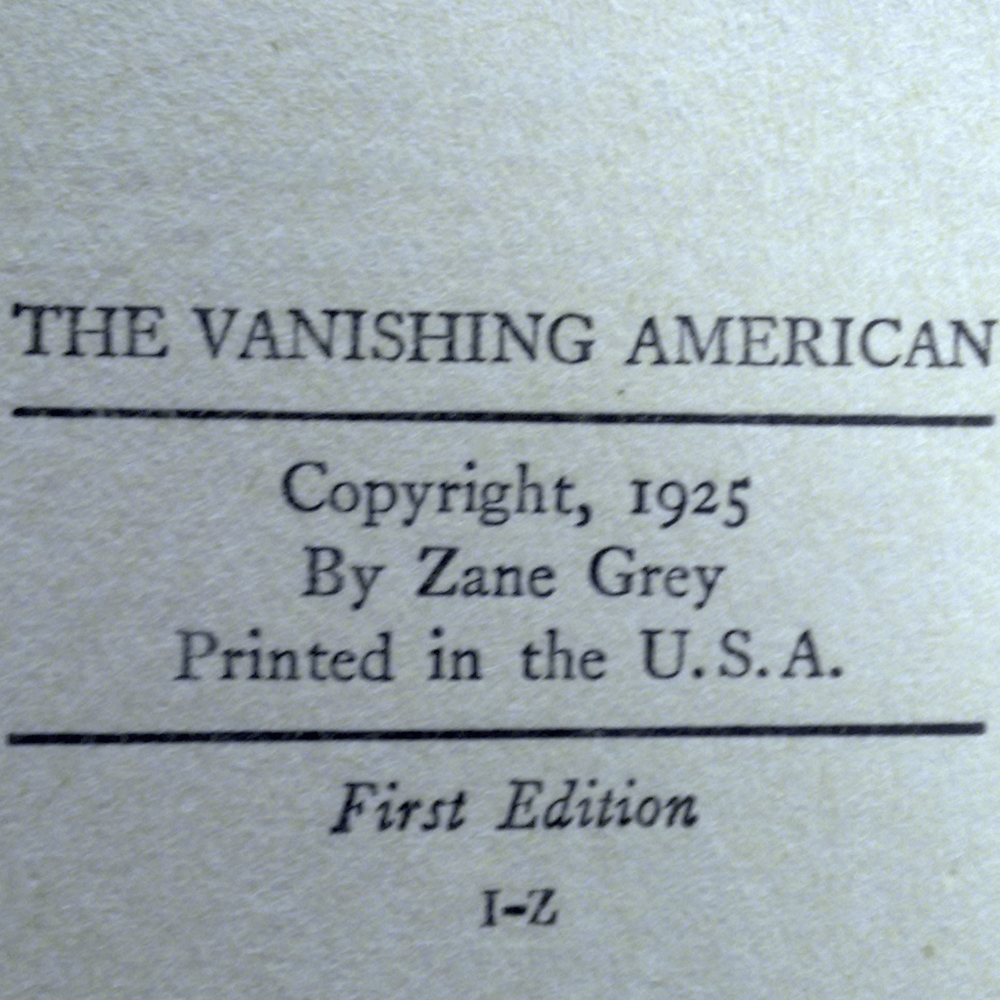 THE VANISHING AMERICAN
Copyright, 1925
By Zane Grey
Printed in the U.S.A.
First Edition
I-Z